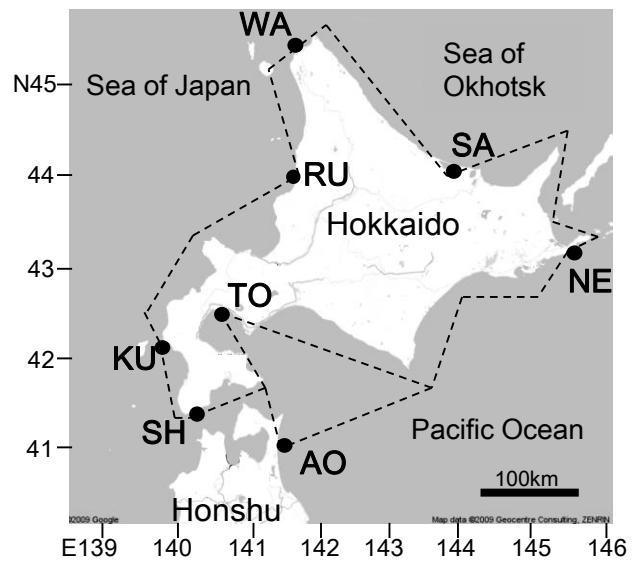 WA
Sea of
Okhotsk
N45
Sea of Japan
SA
44
RU
Hokkaido
43
TO
NE
42
KU
SH
Pacific Ocean
41
AO
100km
Honshu
©2009 Google
Map data ©2009 Geocentre Consulting, ZENRIN
E139 140 141 142 143 144 145 146